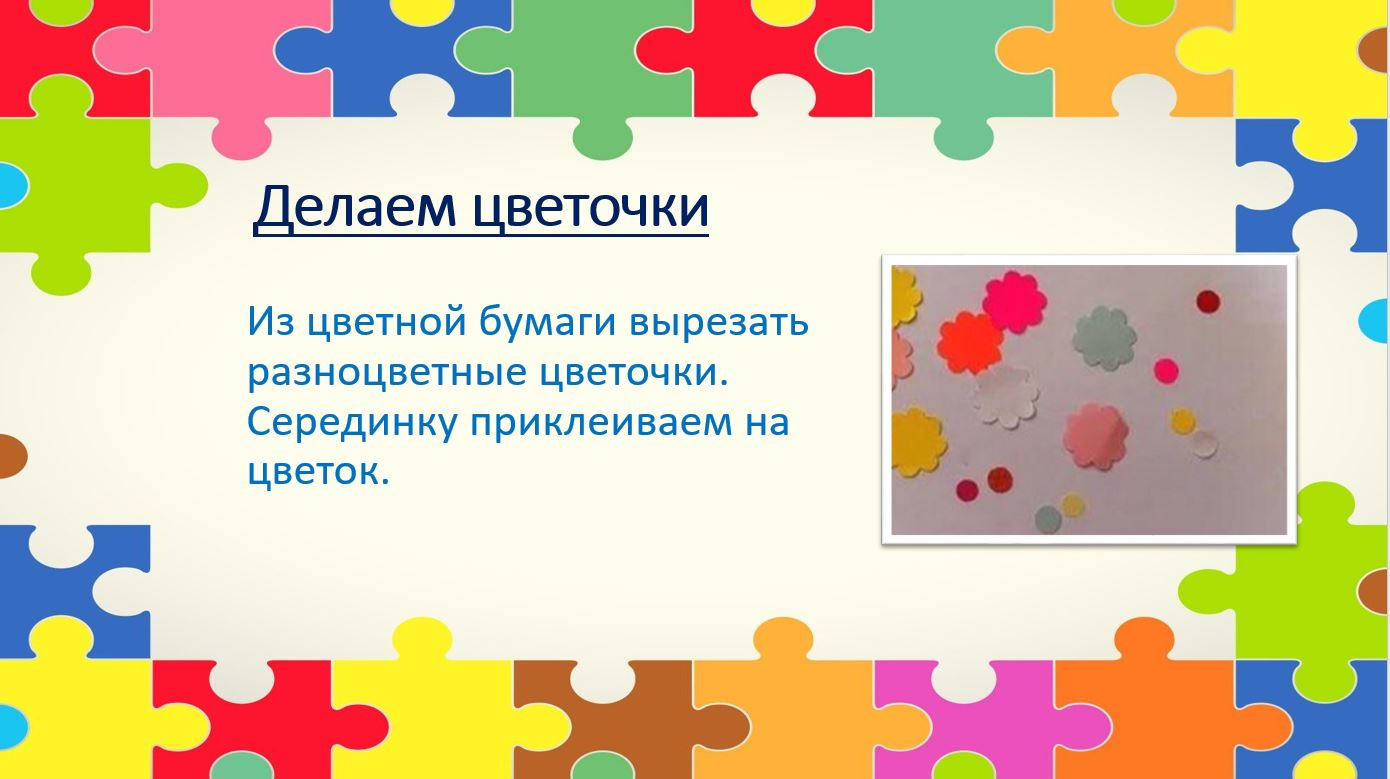 Делаем цветочки
Из цветной бумаги вырезать
разноцветные цветочки.
Серединку приклеиваем на
цветок.